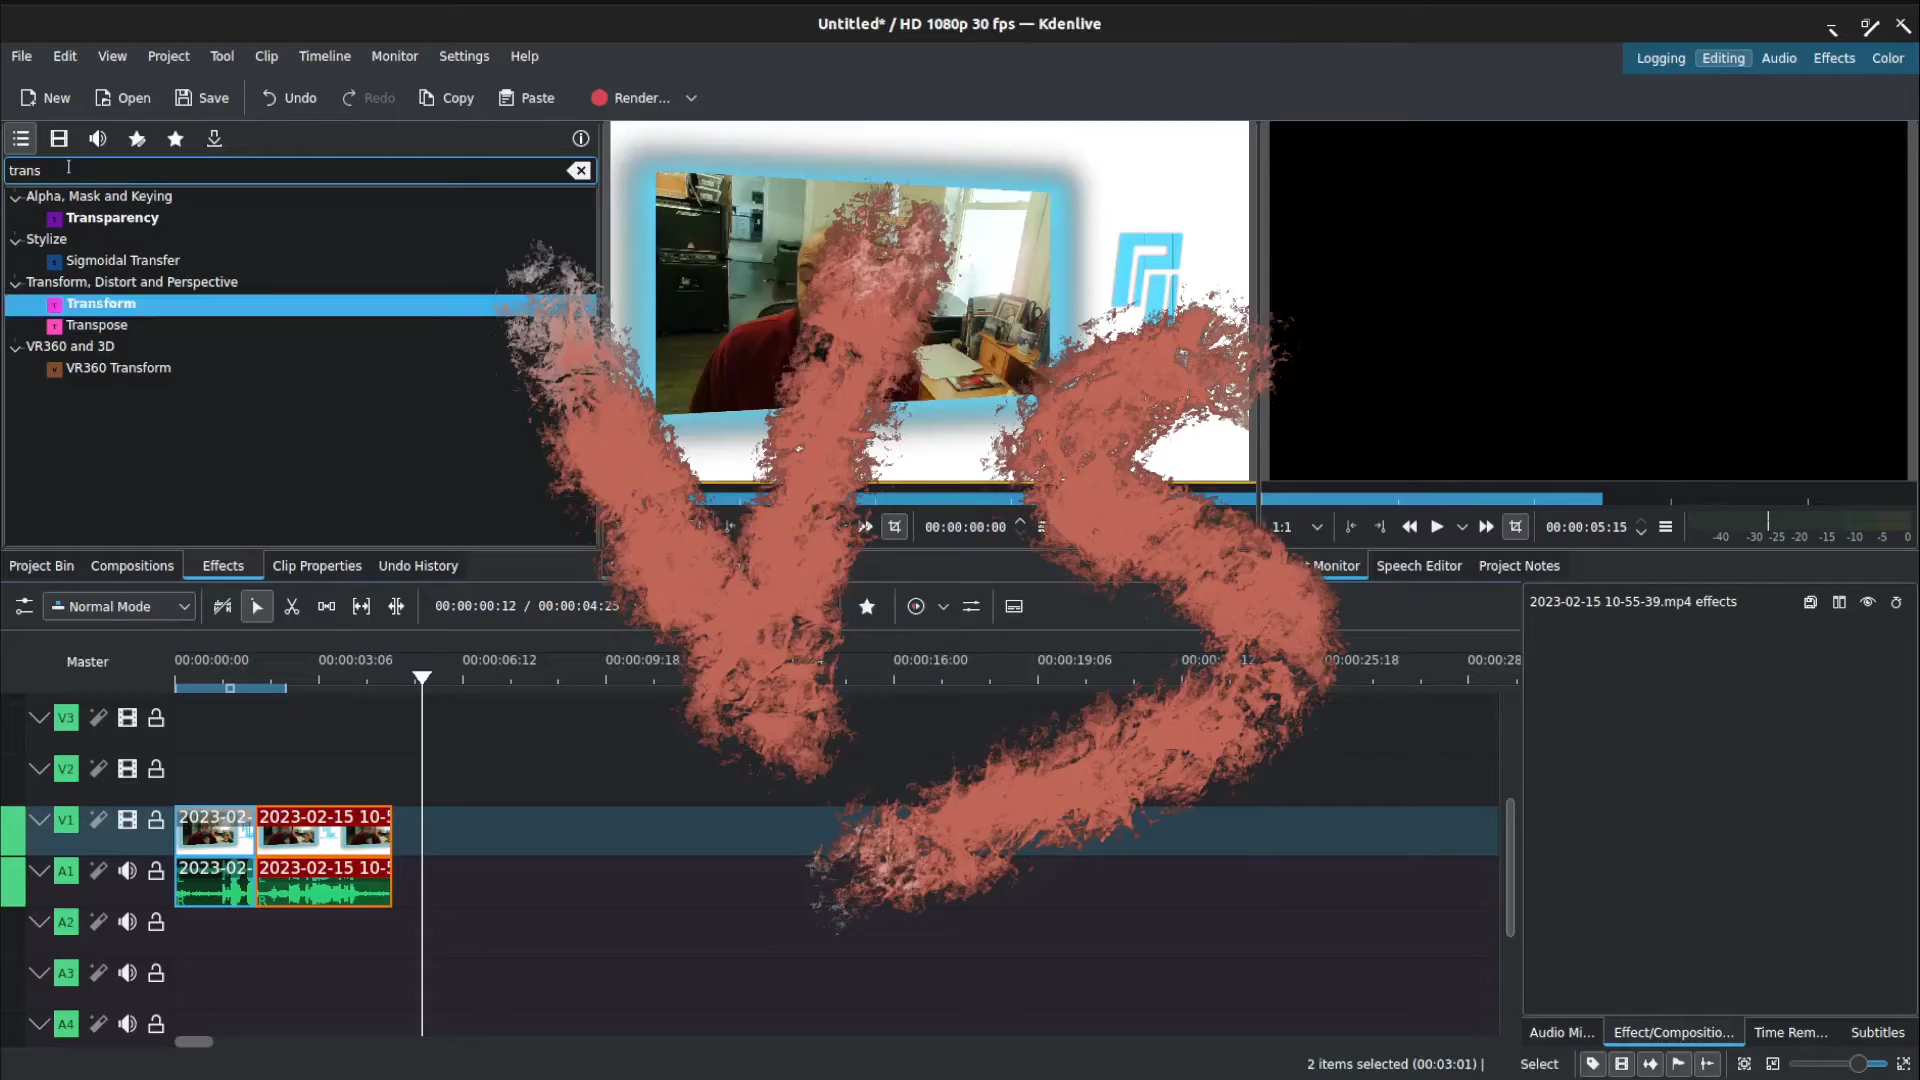 Untitled* / HD 1080p 30 fps — Kdenlive
File Edit View Project Tool Clip Timeline Monitor Settings Help
Logging Editing Audio Effects Color
New Open Save Undo Redo Copy Paste Render...
trans
Alpha, Mask and Keying
Transparency
Stylize
Sigmoidal Transfer
Transform, Distort and Perspective
Transform
Transpose
VR360 and 3D
VR360 Transform
VS
00:00:00:00
1:1
00:00:05:15
-40 -30 -25 -20 -15 -10 -5 0
Project Bin Compositions Effects Clip Properties Undo History
Monitor Speech Editor Project Notes
Normal Mode
00:00:00:12 / 00:00:04:25
2023-02-15 10-55-39.mp4 effects
Master
00:00:00:00 00:00:03:06 00:00:06:12 00:00:09:18 00:00:16:00 00:00:19:06 00:00:25:18 00:00:28
V3
V2
V1
2023-02- 2023-02-15 10-5
A1
2023-02- 2023-02-15 10-5
A2
A3
A4
Audio Mi... Effect/Compositio... Time Rem... Subtitles
2 items selected (00:03:01) |
Select